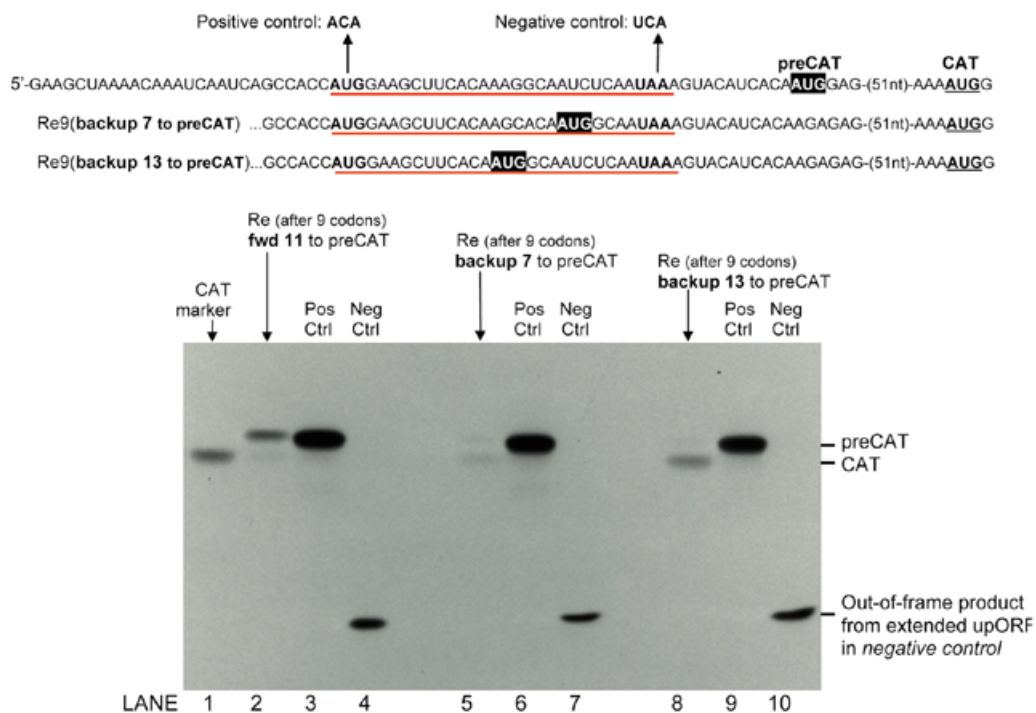 Positive control: ACA
Negative control: UCA
preCAT
CAT
5'-GAAGCUAAAACAAAUCAAUCAGCCACCAUGGAAGCUUCACAAAGGCAAUCUCAAUAAAGUACAUCACAAUGGAG-(51nt)-AAAAUGG
Re9(backup 7 to preCAT) ...GCCACCAUGGAAGCUUCACAAGCACAAUGGCAAUAAAGUACAUCACAAGAGAG-(51nt)-AAAAUGG
Re9(backup 13 to preCAT)...GCCACCAUGGAAGCUUCACAAUGGCAAUCUCAAUAAAGUACAUCACAAGAGAG-(51nt)-AAAAUGG
CAT
marker
Re (after 9 codons)
fwd 11 to preCAT
Pos
Ctrl
Neg
Ctrl
Re (after 9 codons)
backup 7 to preCAT
Pos
Ctrl
Neg
Ctrl
Re (after 9 codons)
backup 13 to preCAT
Pos
Ctrl
Neg
Ctrl
preCAT
CAT
Out-of-frame product
from extended upORF
in negative control
LANE 1 2 3 4 5 6 7 8 9 10